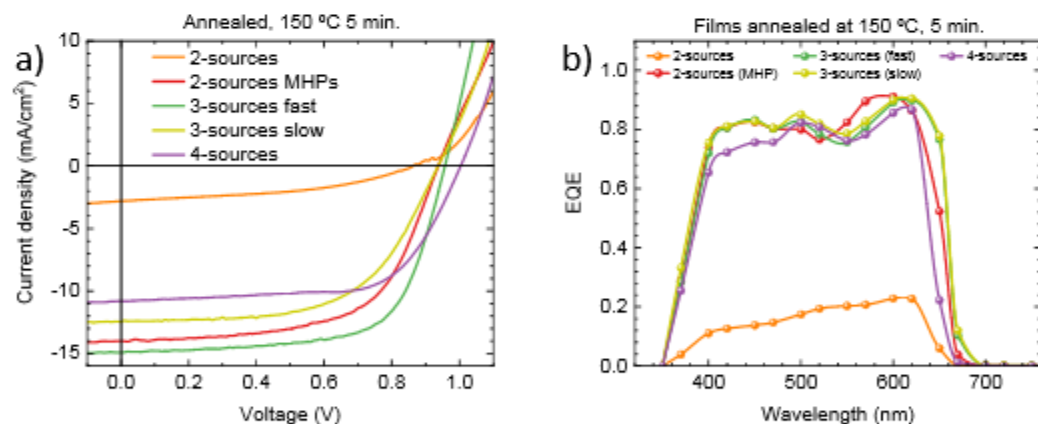 a)
Annealed, 150 ºC 5 min.
2-sources
2-sources MHPs
3-sources fast
3-sources slow
4-sources
10
5
0
-5
-10
-15
Current density (mA/cm²)
0.0 0.2 0.4 0.6 0.8 1.0
Voltage (V)
b)
Films annealed at 150 ºC, 5 min.
2-sources 3-sources (fast) 4-sources
2-sources (MHP) 3-sources (slow)
1.0
0.8
0.6
0.4
0.2
0.0
EQE
400 500 600 700
Wavelength (nm)